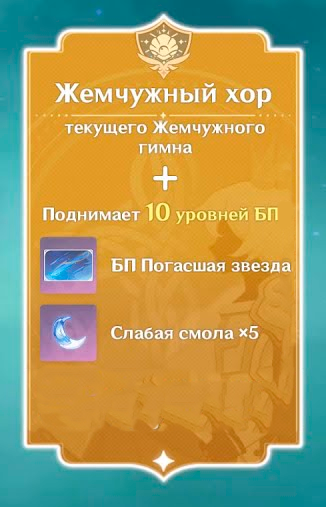 Жемчужный хор
текущего Жемчужного
гимна
+
Поднимает 10 уровней БП
БП Погасшая звезда
Слабая смола ×5